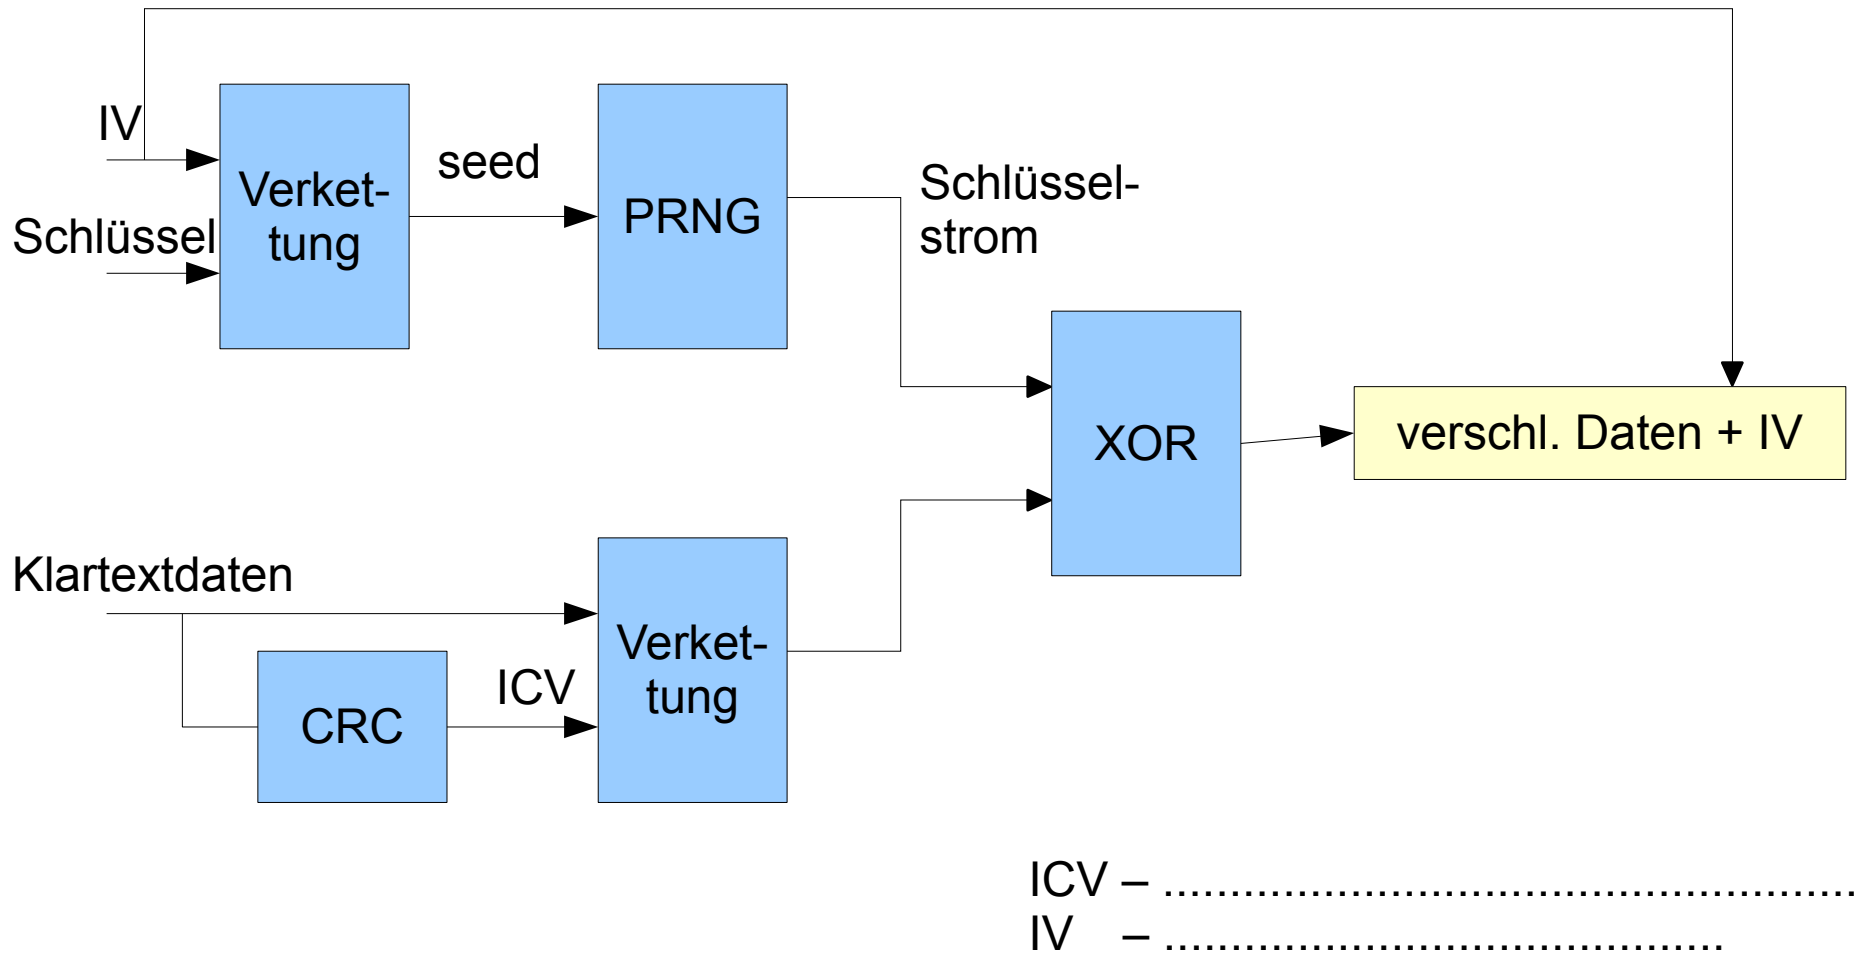 IV
Verket-
tung
seed
PRNG
Schlüssel-
strom
Schlüssel
XOR
verschl. Daten + IV
Klartextdaten
Verket-
tung
ICV
CRC
ICV – ....................................................
IV – ..........................................